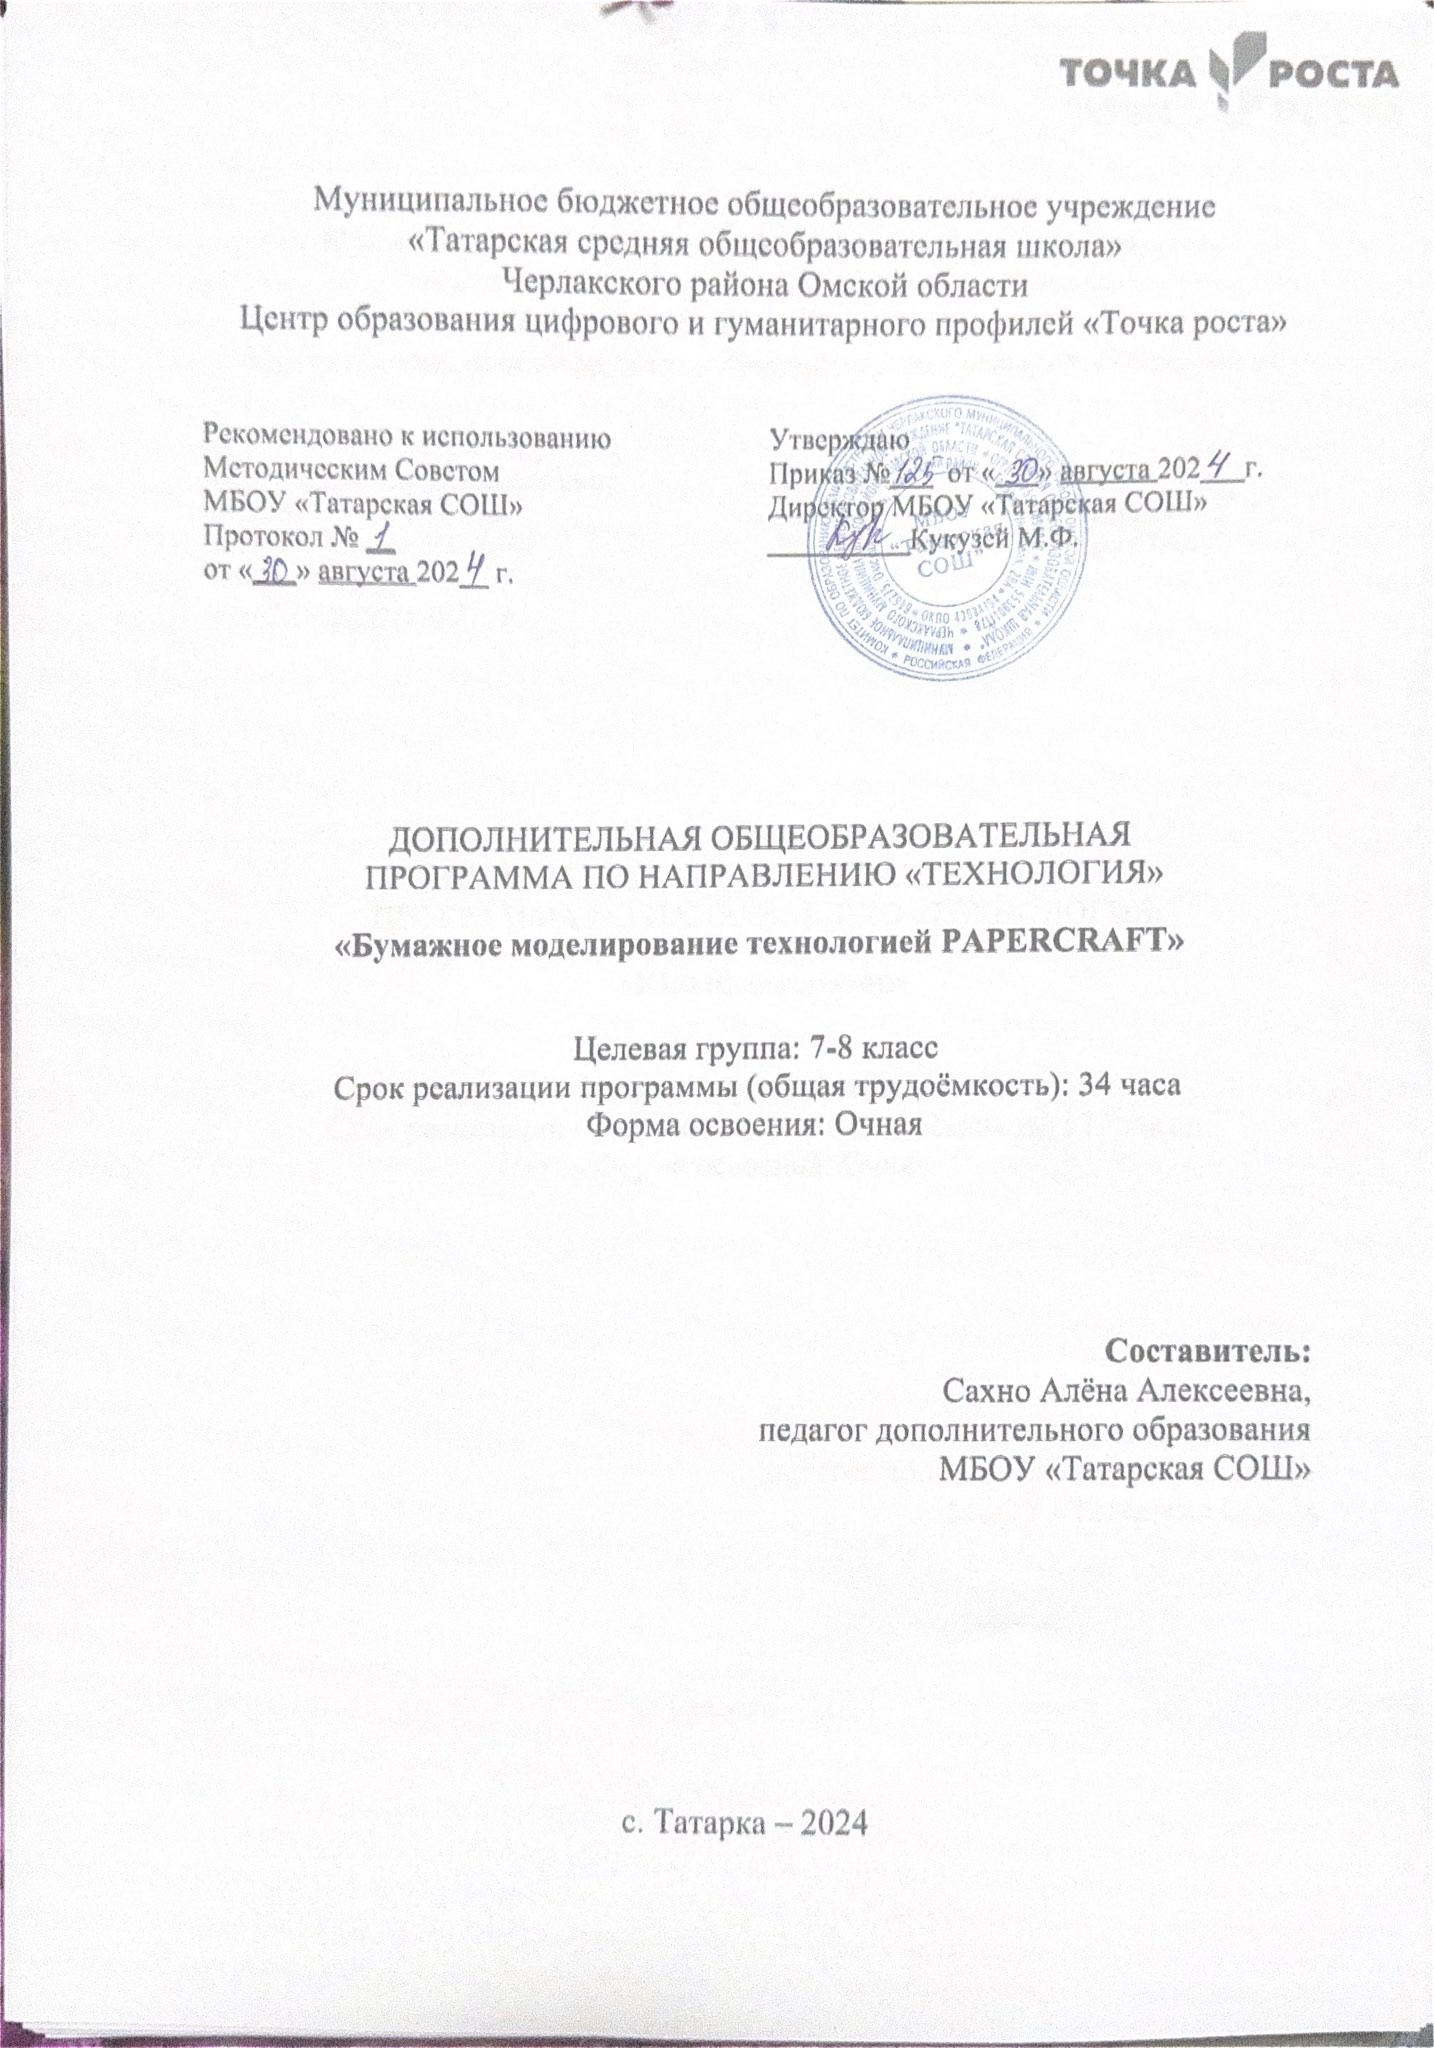 ТОЧКА РОСТА
Муниципальное бюджетное общеобразовательное учреждение
«Татарская средняя общеобразовательная школа»
Черлакского района Омской области
Центр образования цифрового и гуманитарного профилей «Точка роста»
Рекомендовано к использованию
Методическим Советом
МБОУ «Татарская СОШ»
Протокол № 1
от «30» августа 2024 г.
Утверждаю
Приказ № 125 от «30» августа 2024 г.
Директор МБОУ «Татарская СОШ»
Кукузей М.Ф.
МБОУ
"Татарская
СОШ"
ДОПОЛНИТЕЛЬНАЯ ОБЩЕОБРАЗОВАТЕЛЬНАЯ
ПРОГРАММА ПО НАПРАВЛЕНИЮ «ТЕХНОЛОГИЯ»
«Бумажное моделирование технологией PAPERCRAFT»
Целевая группа: 7-8 класс
Срок реализации программы (общая трудоёмкость): 34 часа
Форма освоения: Очная
Составитель:
Сахно Алёна Алексеевна,
педагог дополнительного образования
МБОУ «Татарская СОШ»
с. Татарка – 2024